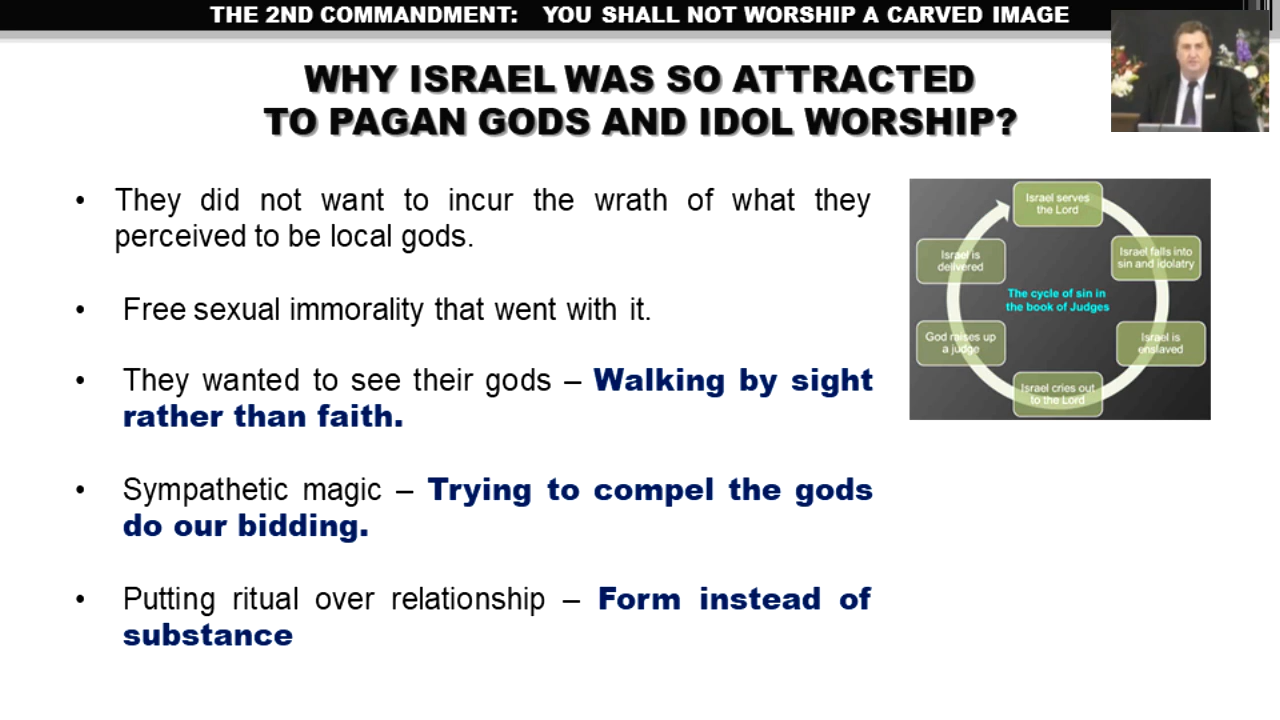 THE 2ND COMMANDMENT: YOU SHALL NOT WORSHIP A CARVED IMAGE
WHY ISRAEL WAS SO ATTRACTED
TO PAGAN GODS AND IDOL WORSHIP?
• They did not want to incur the wrath of what they
perceived to be local gods.
• Free sexual immorality that went with it.
• They wanted to see their gods – Walking by sight
rather than faith.
• Sympathetic magic – Trying to compel the gods
do our bidding.
• Putting ritual over relationship – Form instead of
substance
Israel serves
the Lord
Israel falls into
sin and idolatry
Israel is
enslaved
Israel cries out
to the Lord
God raises up
a judge
Israel is
delivered
The cycle of sin in
the book of Judges